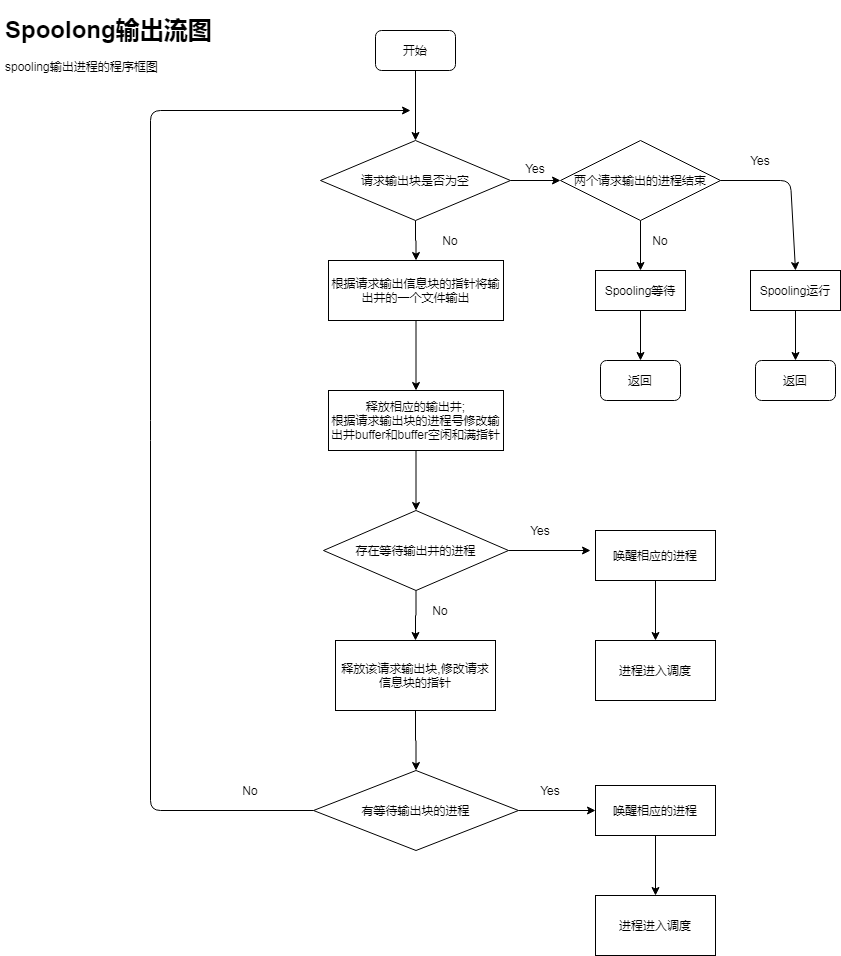 Spoolong输出流图
spooling输出进程的程序框图
开始
请求输出块是否为空
Yes
两个请求输出的进程结束
Yes
No
No
根据请求输出信息块的指针将输
出井的一个文件输出
Spooling等待
Spooling运行
返回
返回
释放相应的输出井;
根据请求输出块的进程号修改输
出井buffer和buffer空闲和满指针
存在等待输出井的进程
Yes
唤醒相应的进程
No
进程进入调度
释放该请求输出块,修改请求
信息块的指针
No
有等待输出块的进程
Yes
唤醒相应的进程
进程进入调度